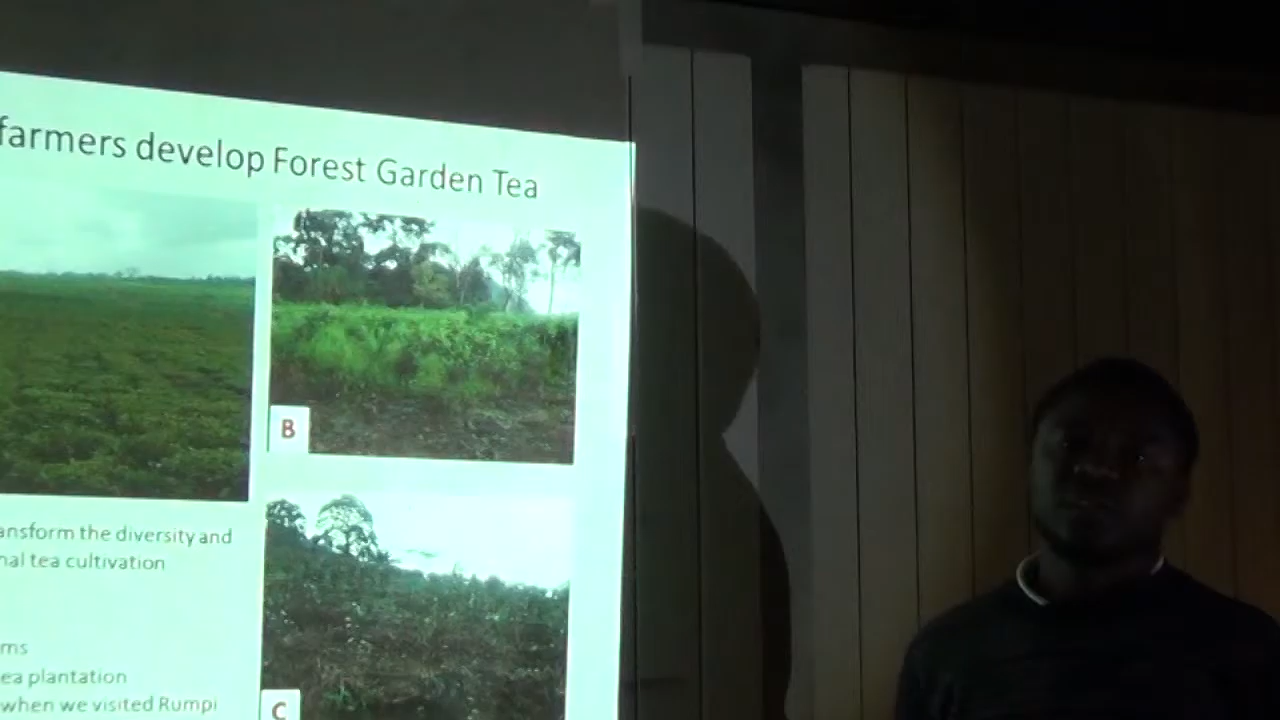 farmers develop Forest Garden Tea
B
ansform the diversity and
nal tea cultivation
ms
ea plantation
when we visited Rumpi
C